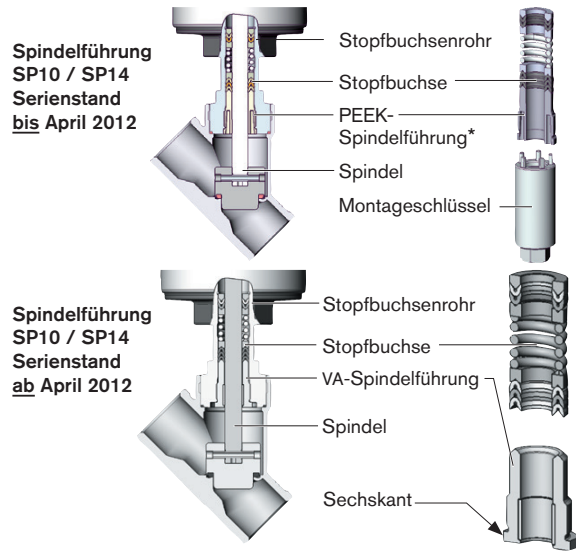 Spindelführung
SP10 / SP14
Serienstand
bis April 2012
Stopfbuchsenrohr
Stopfbuchse
PEEK-
Spindelführung*
Spindel
Montageschlüssel
Spindelführung
SP10 / SP14
Serienstand
ab April 2012
Stopfbuchsenrohr
Stopfbuchse
VA-Spindelführung
Spindel
Sechskant